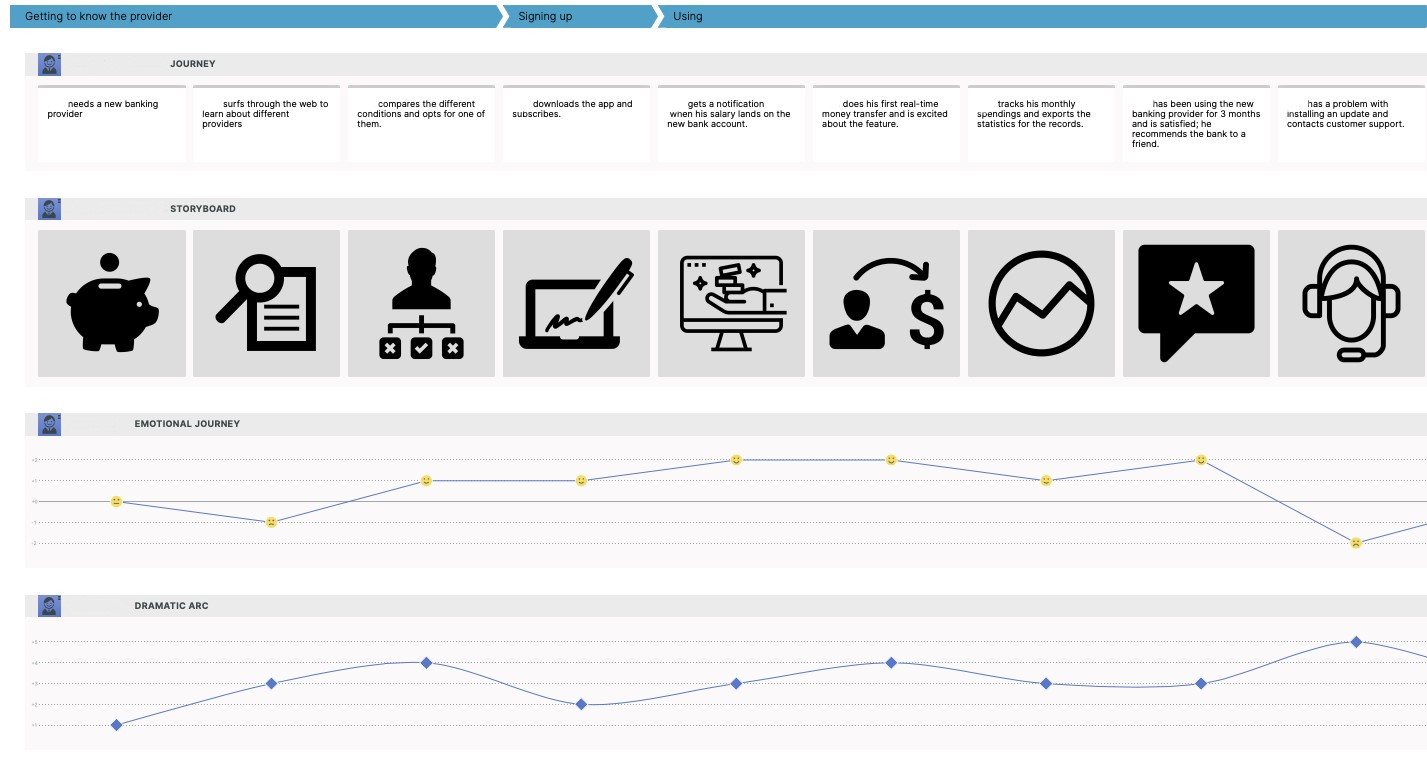 Getting to know the provider
Signing up
Using
JOURNEY
needs a new banking
provider
surfs through the web to
learn about different
providers
compares the different
conditions and opts for one of
them.
downloads the app and
subscribes.
gets a notification
when his salary lands on the
new bank account.
does his first real-time
money transfer and is excited
about the feature.
tracks his monthly
spendings and exports the
statistics for the records.
has been using the new
banking provider for 3 months
and is satisfied; he
recommends the bank to a
friend.
has a problem with
installing an update and
contacts customer support.
STORYBOARD
$
EMOTIONAL JOURNEY
+2
+1
+0
-1
-2
DRAMATIC ARC
+5
+4
+3
+2
+1